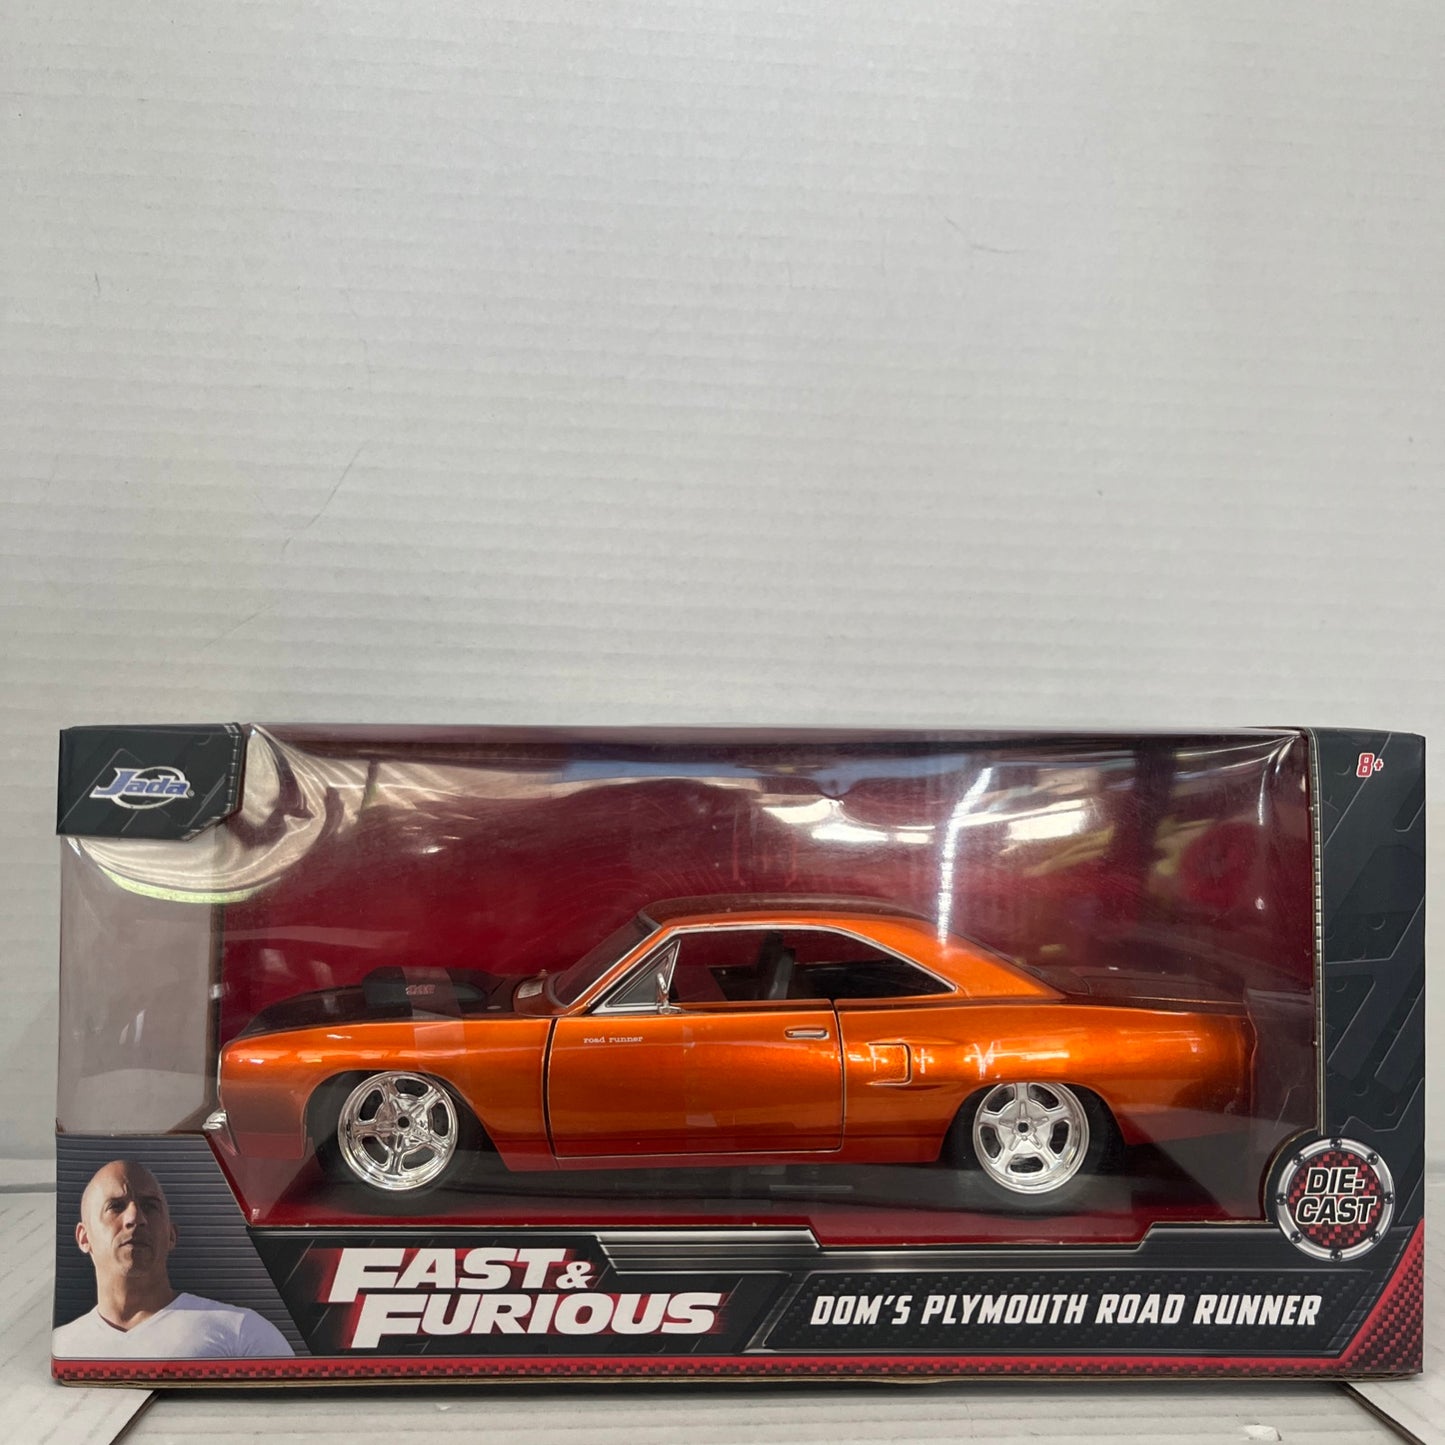 Jada
8+
road runner
DIE-
CAST
FAST &
FURIOUS
DOM'S PLYMOUTH ROAD RUNNER